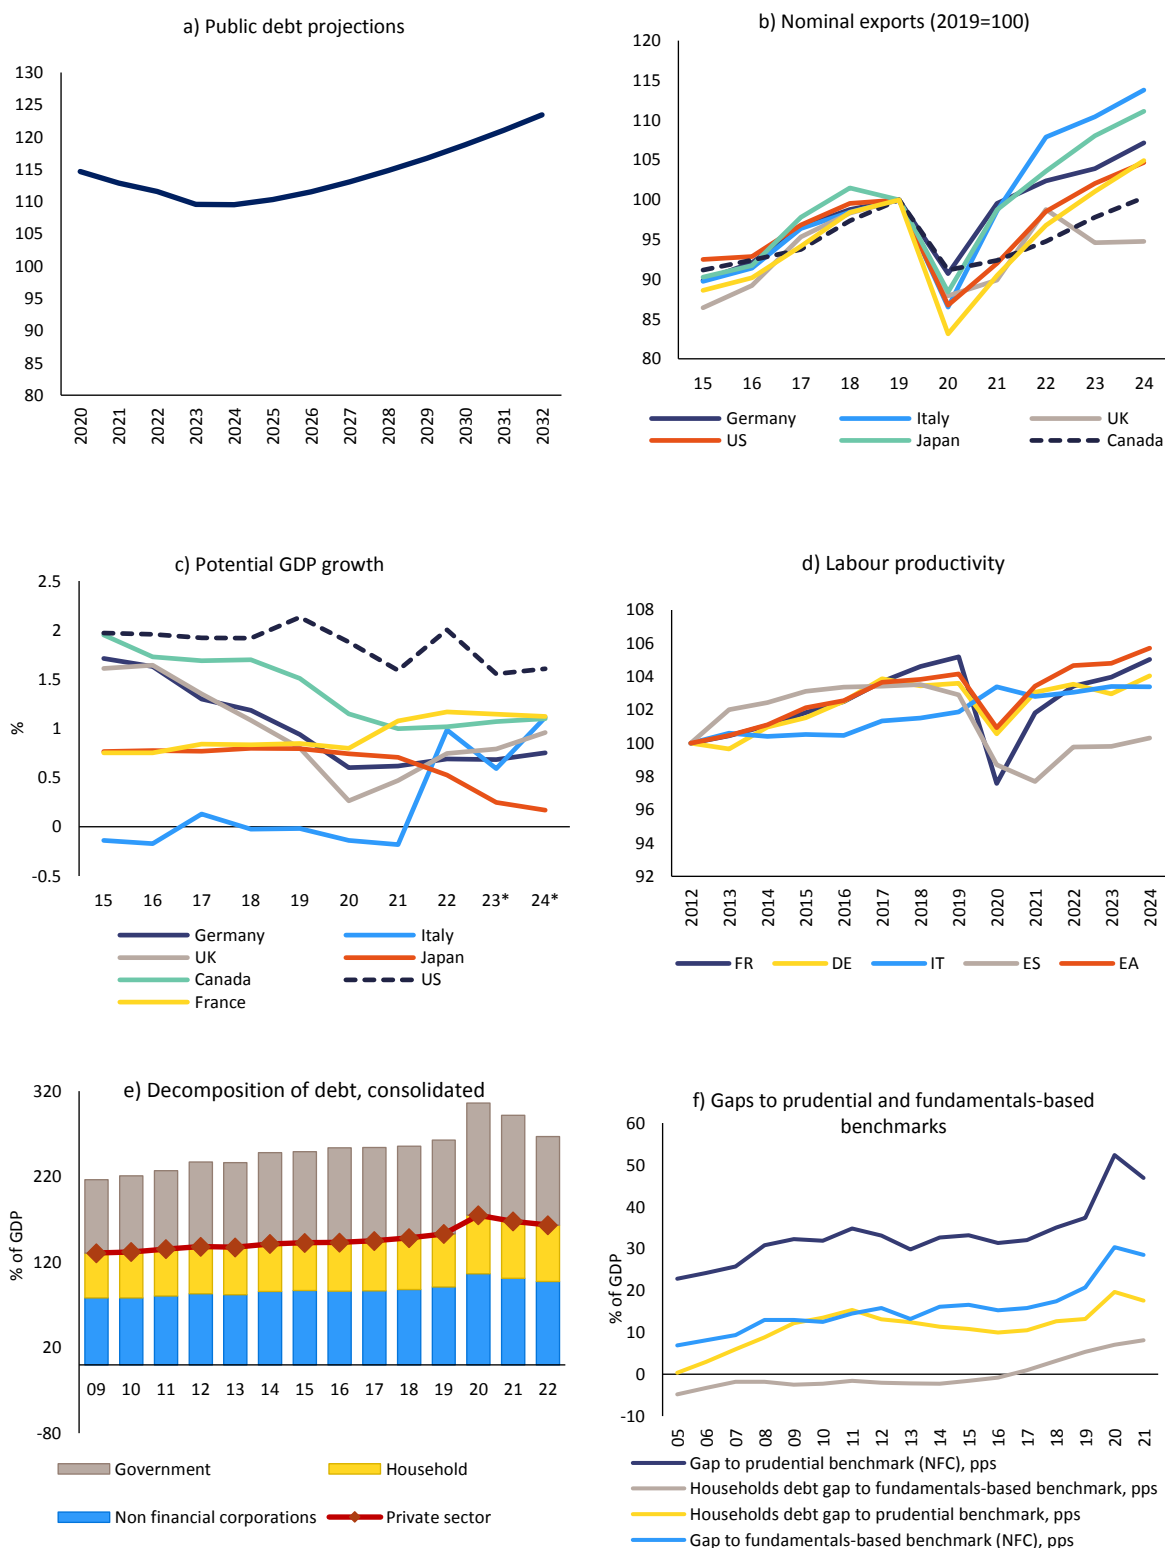 a) Public debt projections
130
125
120
115
110
105
100
95
90
85
80
2020 2021 2022 2023 2024 2025 2026 2027 2028 2029 2030 2031 2032
b) Nominal exports (2019=100)
120
115
110
105
100
95
90
85
80
15 16 17 18 19 20 21 22 23 24
Germany Italy UK
US Japan Canada
c) Potential GDP growth
%
2.5
2
1.5
1
0.5
0
-0.5
15 16 17 18 19 20 21 22 23* 24*
Germany Italy
UK Japan
Canada US
France
d) Labour productivity
108
106
104
102
100
98
96
94
92
2012 2013 2014 2015 2016 2017 2018 2019 2020 2021 2022 2023 2024
FR DE IT ES EA
e) Decomposition of debt, consolidated
% of GDP
320
220
120
20
-80
09 10 11 12 13 14 15 16 17 18 19 20 21 22
Government Household
Non financial corporations Private sector
f) Gaps to prudential and fundamentals-based
benchmarks
% of GDP
60
50
40
30
20
10
0
-10
05 06 07 08 09 10 11 12 13 14 15 16 17 18 19 20 21
Gap to prudential benchmark (NFC), pps
Households debt gap to fundamentals-based benchmark, pps
Households debt gap to prudential benchmark, pps
Gap to fundamentals-based benchmark (NFC), pps